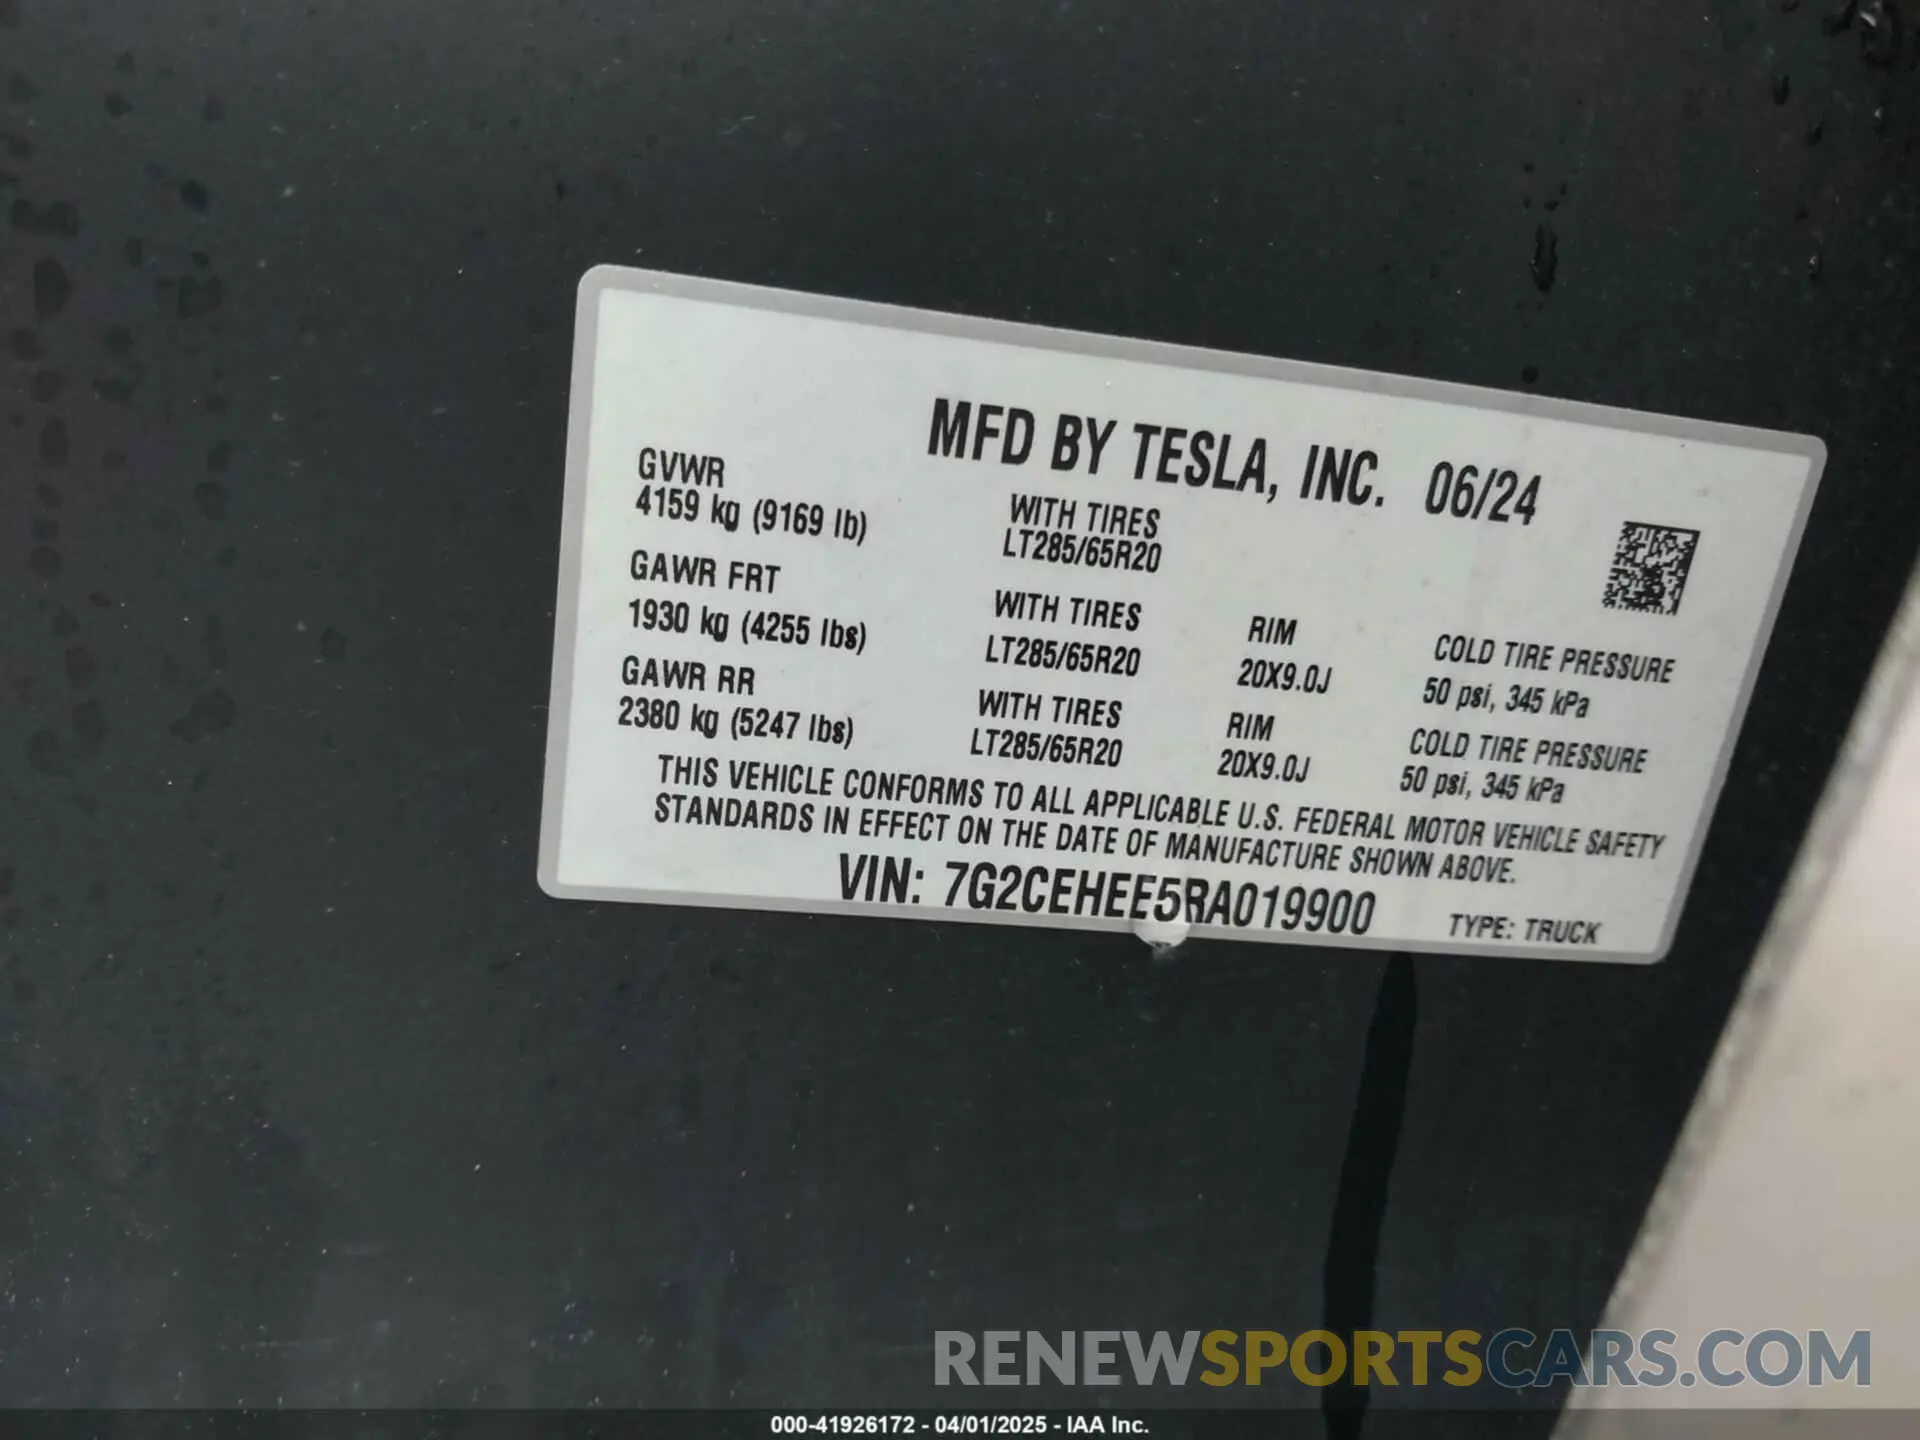 MFD BY TESLA, INC. 06/24
GVWR
4159 kg (9169 lb)
WITH TIRES
LT285/65R20
GAWR FRT
1930 kg (4255 lbs)
WITH TIRES
LT285/65R20
RIM
20X9.0J
COLD TIRE PRESSURE
50 psi, 345 kPa
GAWR RR
2380 kg (5247 lbs)
WITH TIRES
LT285/65R20
RIM
20X9.0J
COLD TIRE PRESSURE
50 psi, 345 kPa
THIS VEHICLE CONFORMS TO ALL APPLICABLE U.S. FEDERAL MOTOR VEHICLE SAFETY
STANDARDS IN EFFECT ON THE DATE OF MANUFACTURE SHOWN ABOVE.
VIN: 7G2CEHEE5RA019900 TYPE: TRUCK
RENEWSPORTSCARS.COM
000-41926172 - 04/01/2025 - IAA Inc.